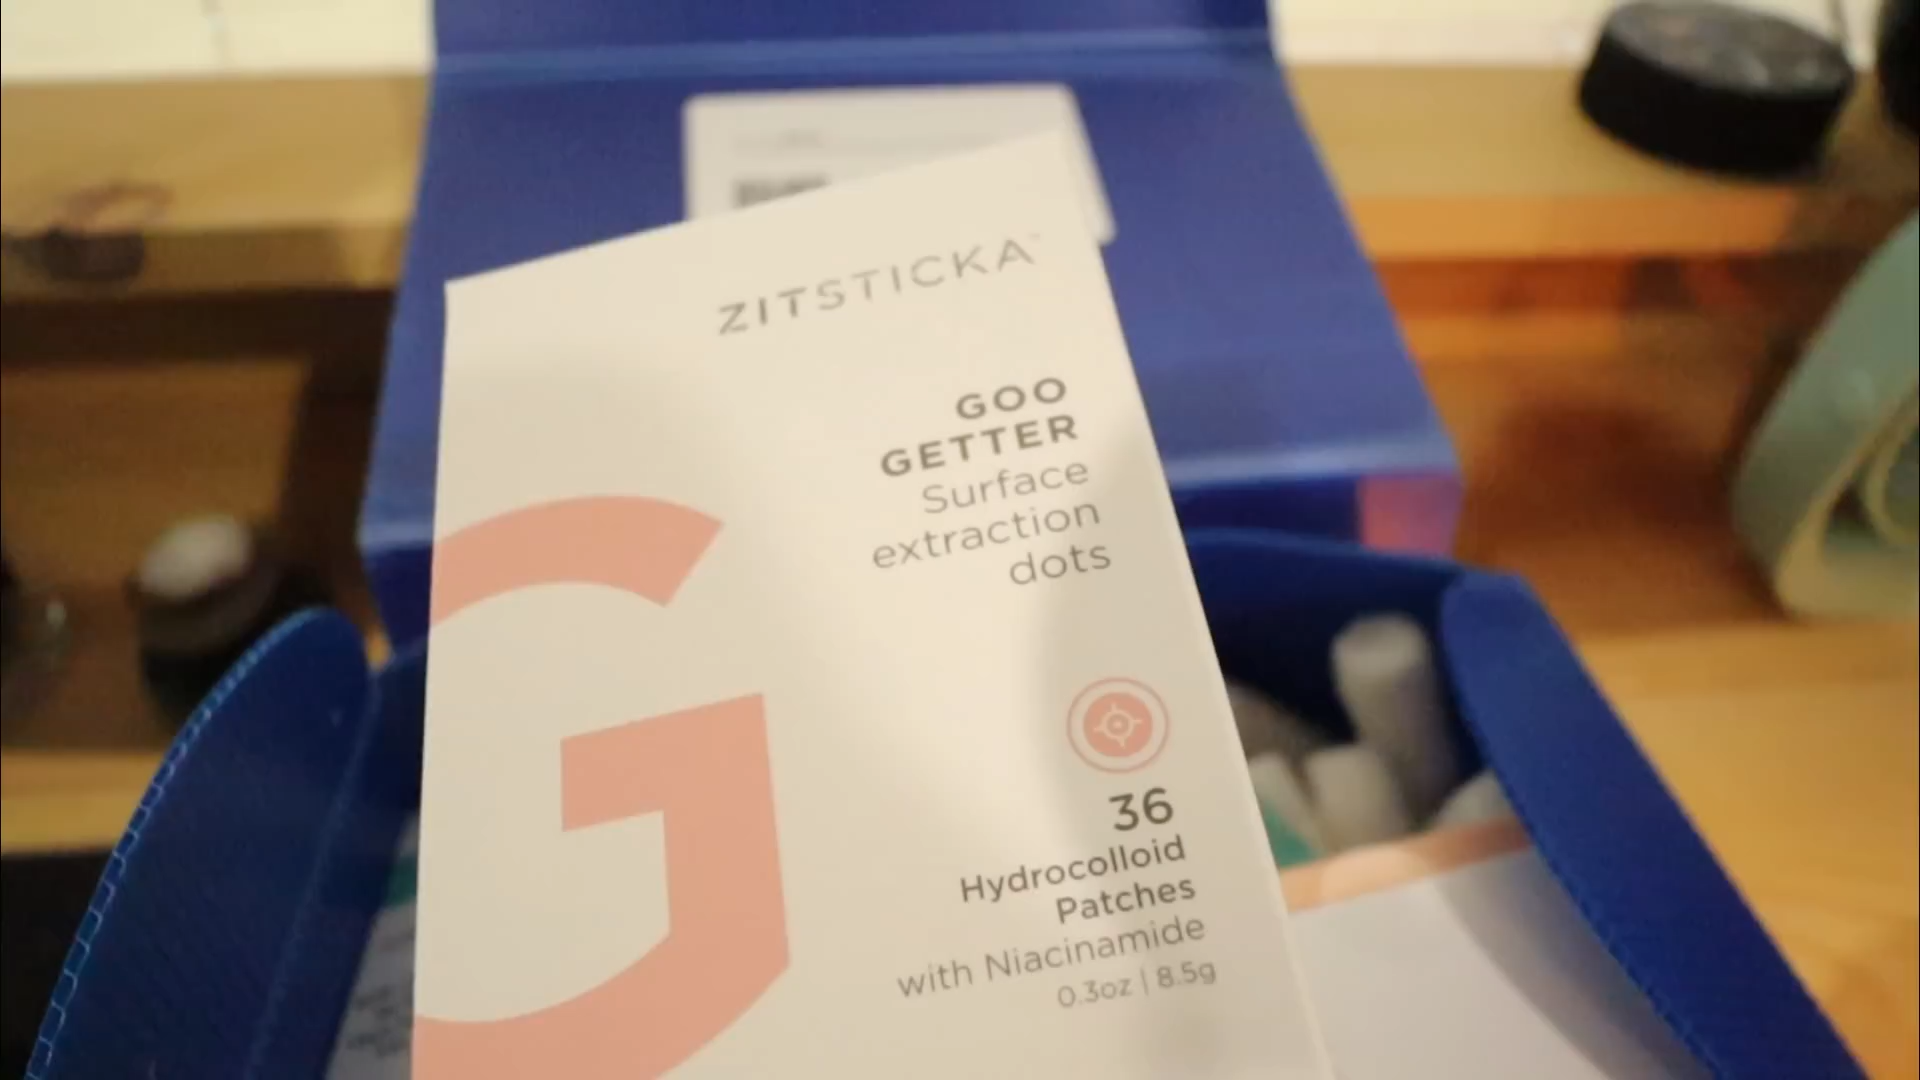 ZITSTICKA™
GOO
GETTER
Surface
extraction
dots
G
36
Hydrocolloid
Patches
with Niacinamide
0.3oz | 8.5g